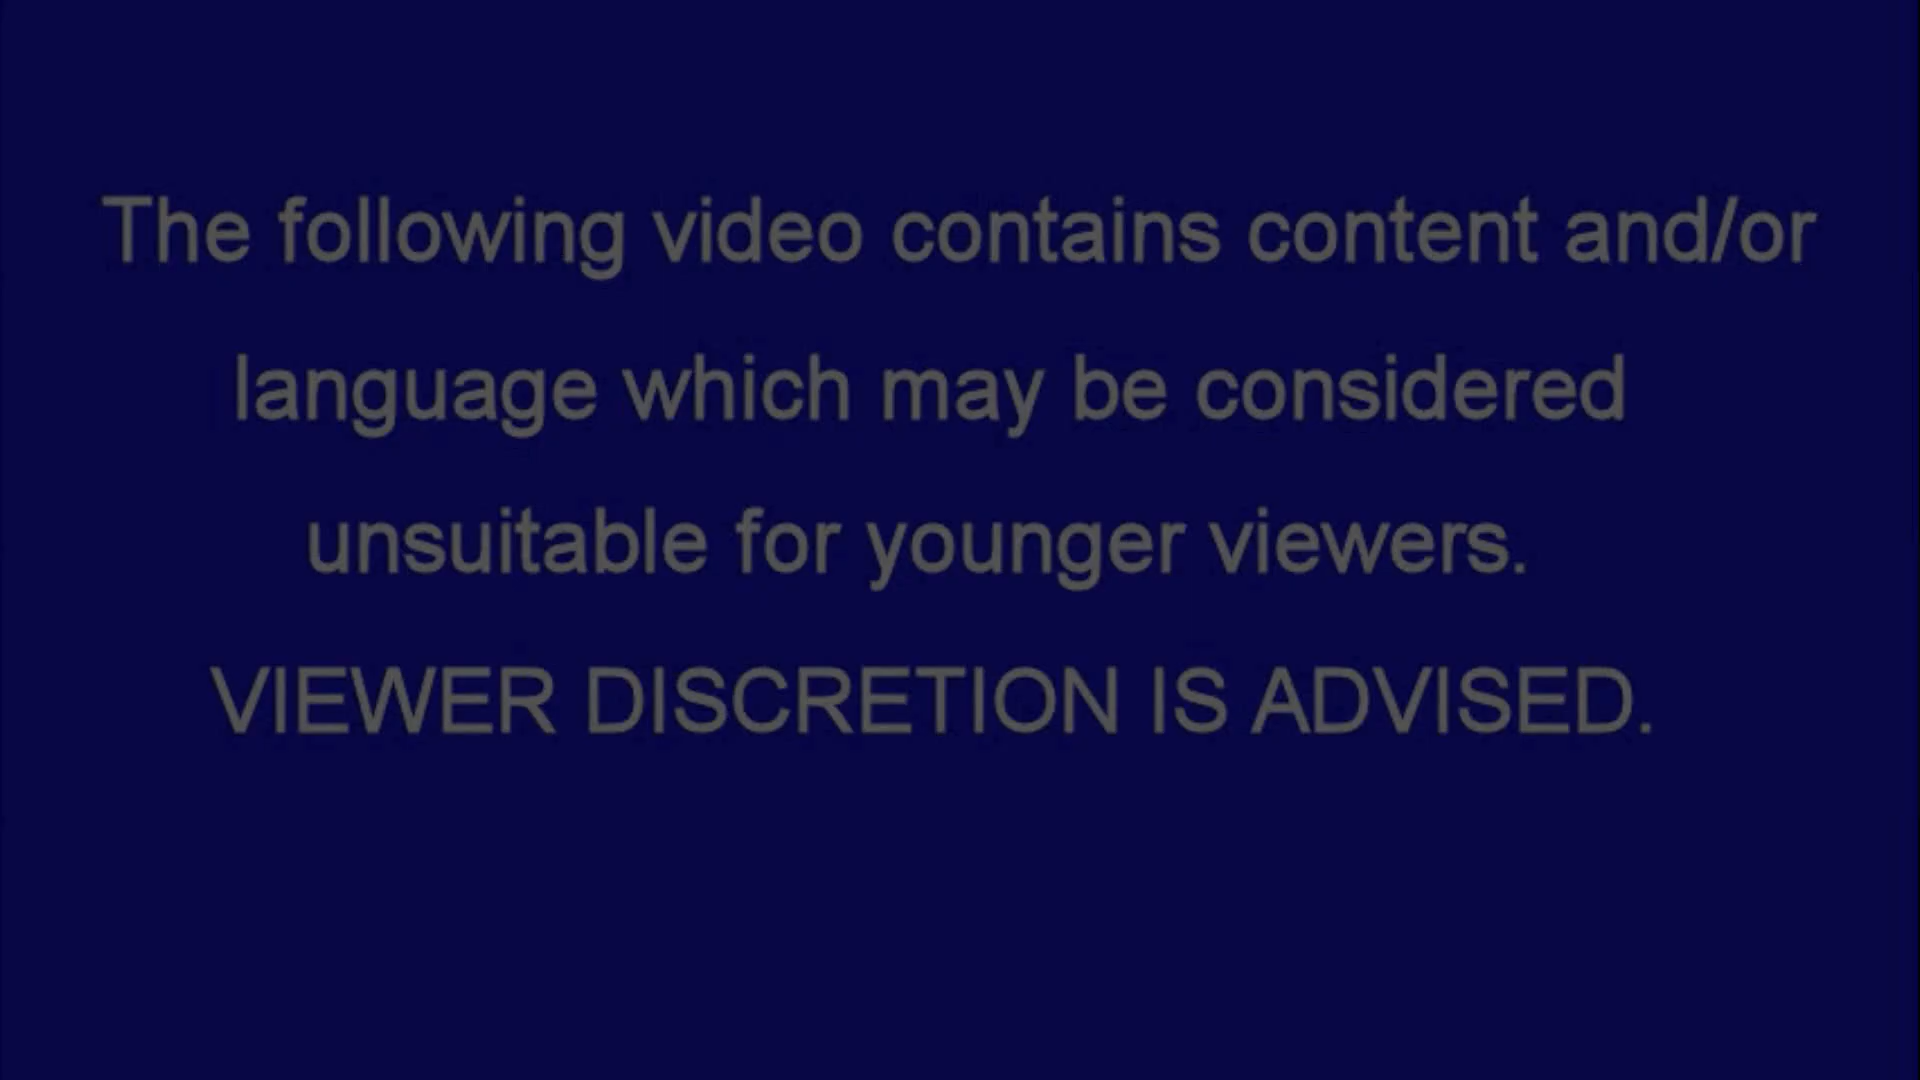 The following video contains content and/or
language which may be considered
unsuitable for younger viewers.
VIEWER DISCRETION IS ADVISED.